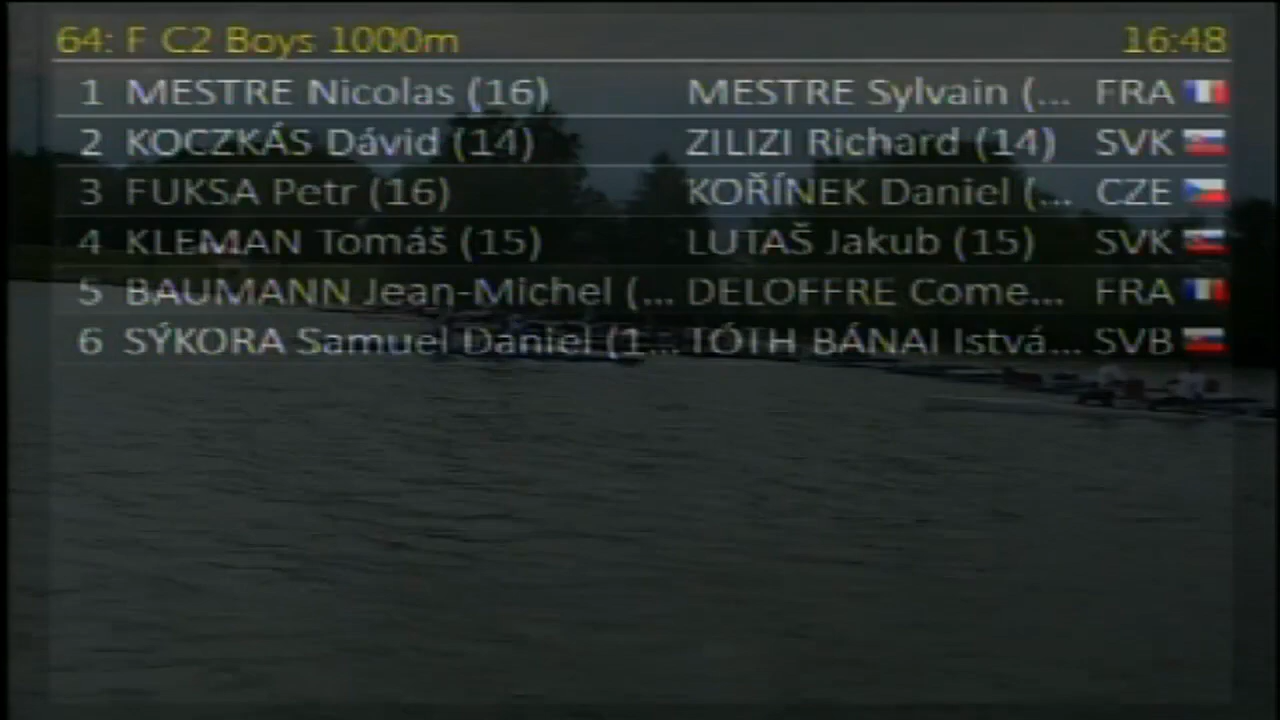 64: F C2 Boys 1000m 16:48
1 MESTRE Nicolas (16) MESTRE Sylvain (... FRA
2 KOCZKÁS Dávid (14) ZILIZI Richard (14) SVK
3 FUKSA Petr (16) KOŘÍNEK Daniel (... CZE
4 KLEMAN Tomáš (15) LUTAŠ Jakub (15) SVK
5 BAUMANN Jean-Michel (... DELOFFRE Come... FRA
6 SÝKORA Samuel Daniel (1... TÓTH BÁNAI Istvá... SVB